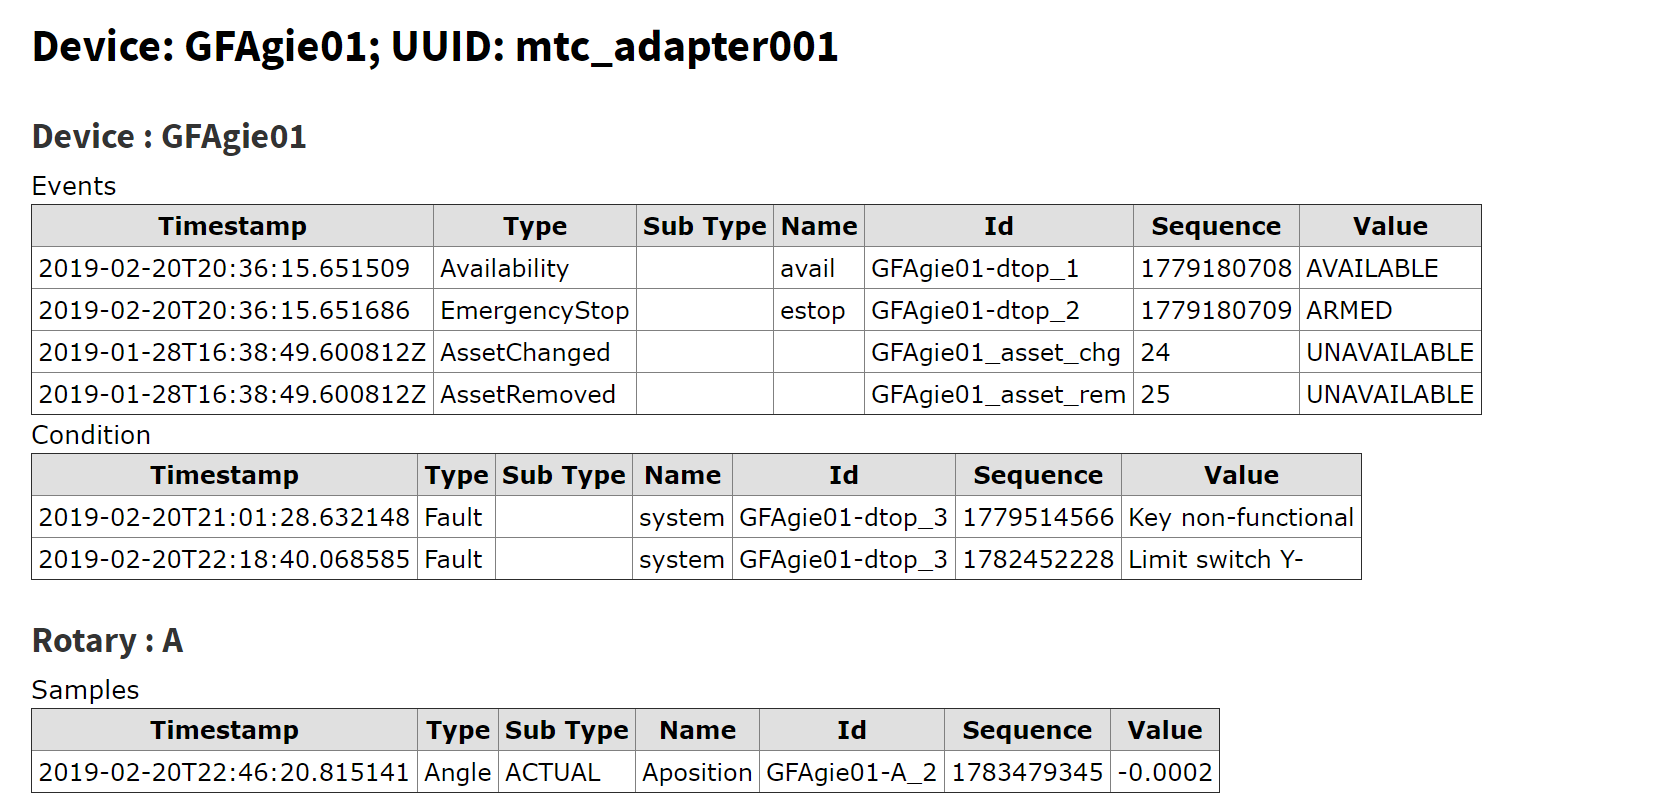 Device: GFAgie01; UUID: mtc_adapter001
Device : GFAgie01
Events
Timestamp Type Sub Type Name Id Sequence Value
2019-02-20T20:36:15.651509 Availability avail GFAgie01-dtop_1 1779180708 AVAILABLE
2019-02-20T20:36:15.651686 EmergencyStop estop GFAgie01-dtop_2 1779180709 ARMED
2019-01-28T16:38:49.600812Z AssetChanged GFAgie01_asset_chg 24 UNAVAILABLE
2019-01-28T16:38:49.600812Z AssetRemoved GFAgie01_asset_rem 25 UNAVAILABLE
Condition
Timestamp Type Sub Type Name Id Sequence Value
2019-02-20T21:01:28.632148 Fault system GFAgie01-dtop_3 1779514566 Key non-functional
2019-02-20T22:18:40.068585 Fault system GFAgie01-dtop_3 1782452228 Limit switch Y-
Rotary : A
Samples
Timestamp Type Sub Type Name Id Sequence Value
2019-02-20T22:46:20.815141 Angle ACTUAL Aposition GFAgie01-A_2 1783479345 -0.0002